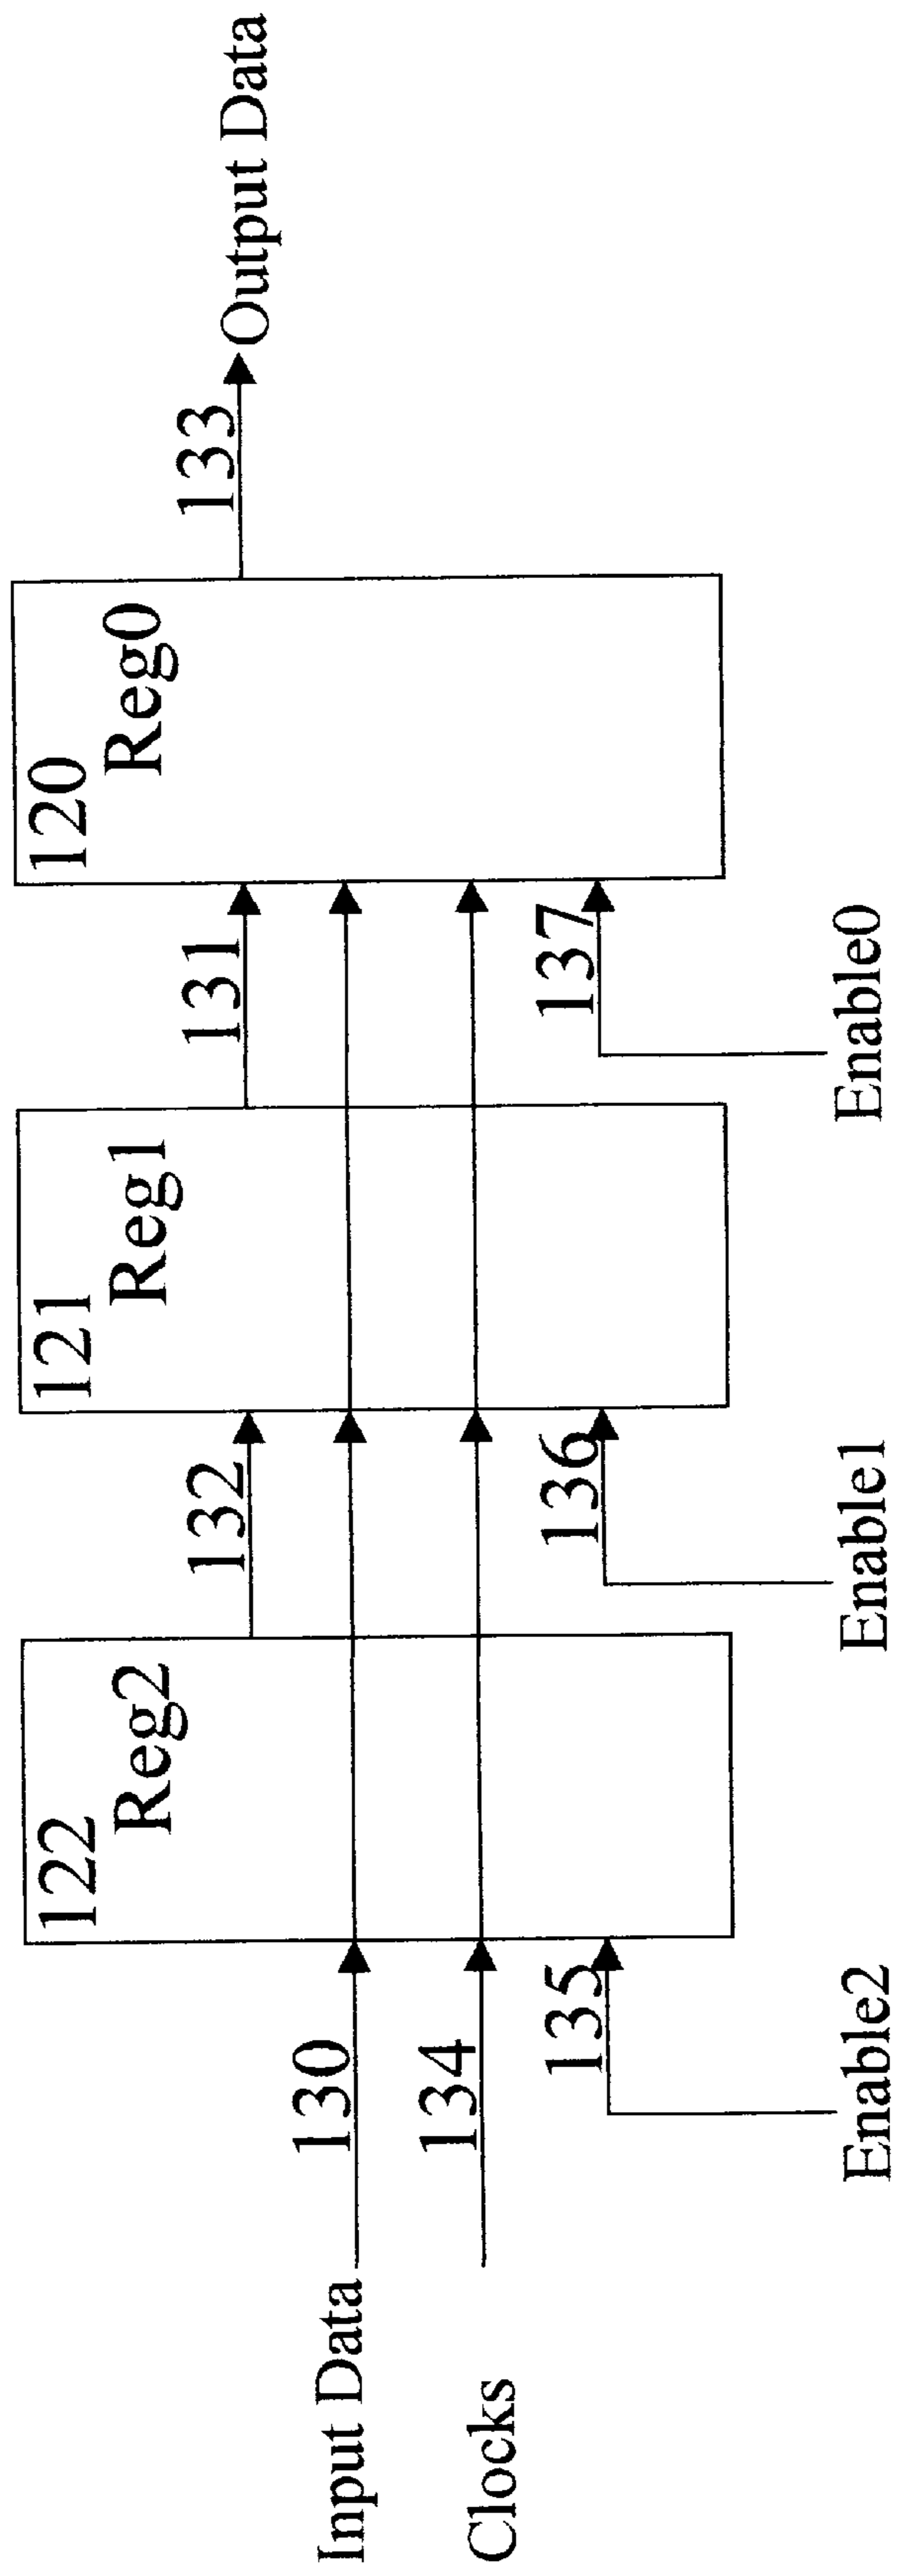 122
Reg2
121
Reg1
120
Reg0
132
131
133
Output Data
Input Data
130
Clocks
134
135
136
137
Enable2
Enable1
Enable0